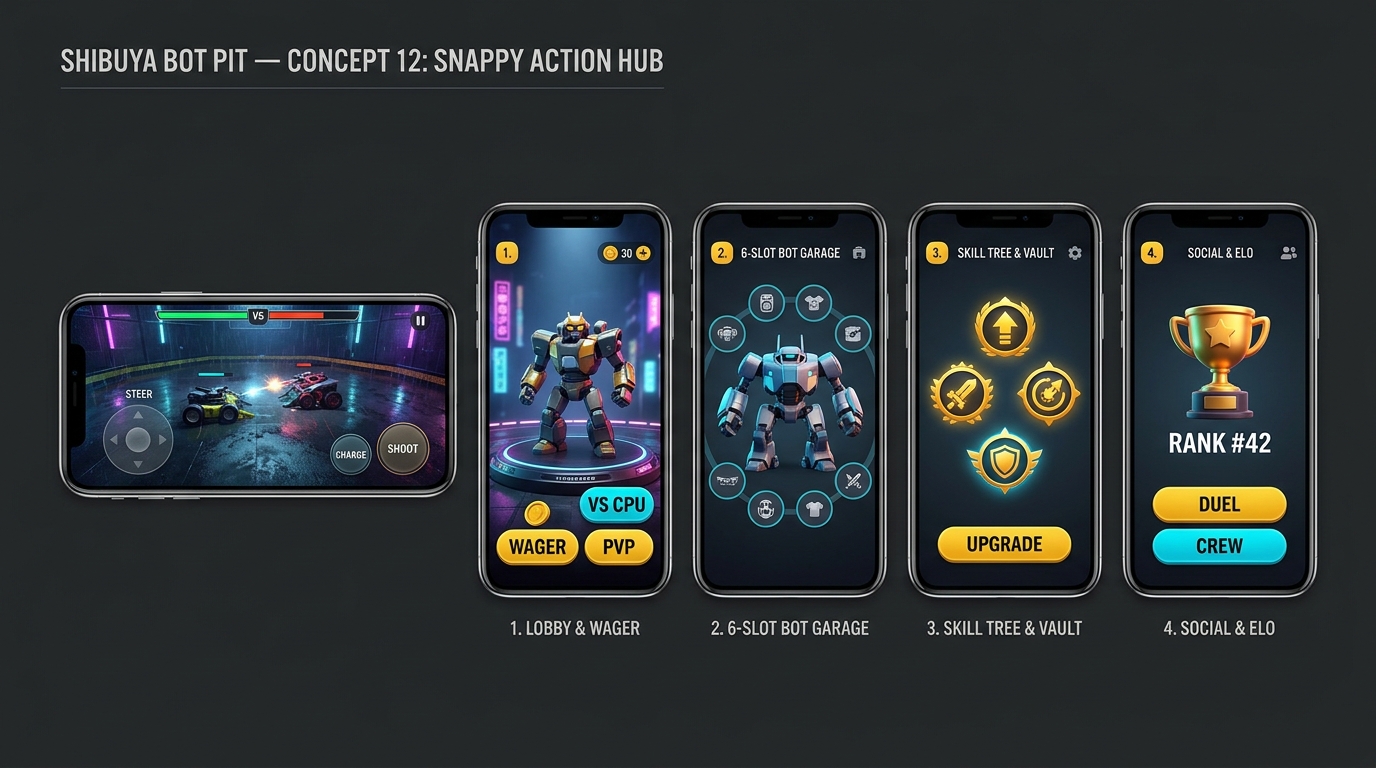 SHIBUYA BOT PIT — CONCEPT 12: SNAPPY ACTION HUB
VS
STEER
CHARGE
SHOOT
1.
30
VS CPU
WAGER
PVP
1. LOBBY & WAGER
2.
6-SLOT BOT GARAGE
2. 6-SLOT BOT GARAGE
3.
SKILL TREE & VAULT
UPGRADE
3. SKILL TREE & VAULT
4.
SOCIAL & ELO
RANK #42
DUEL
CREW
4. SOCIAL & ELO